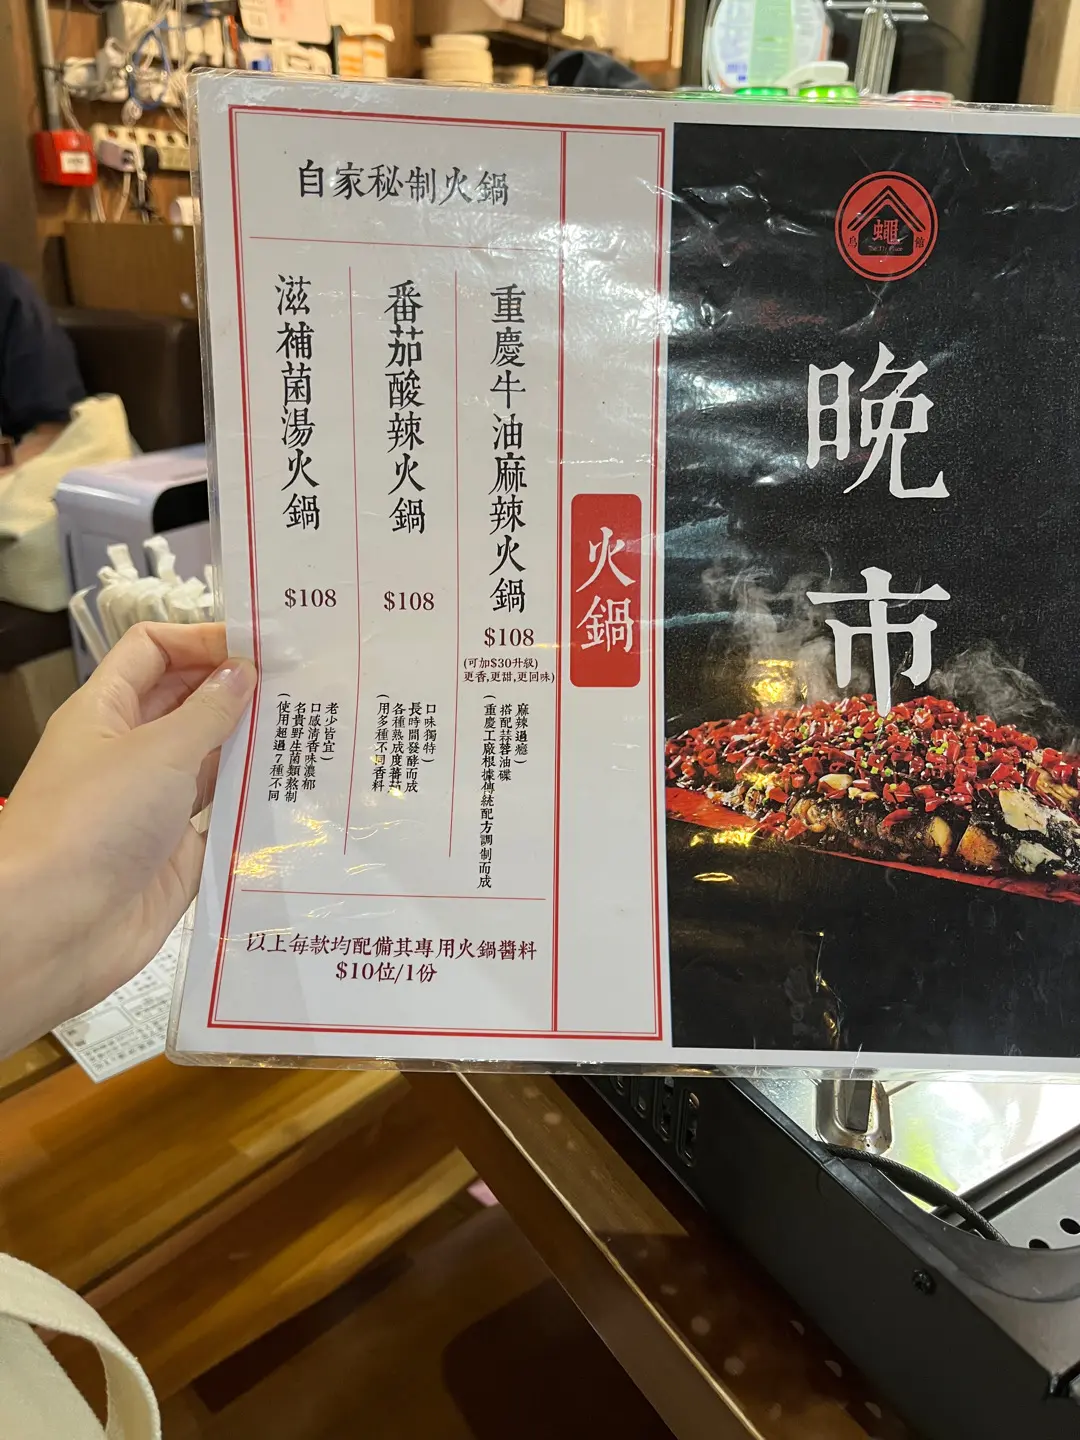 自家秘制火鍋
火鍋
重慶牛油麻辣火鍋
$108
(可加$30升級)
更香,更甜,更回味)
麻辣過癮)
搭配蒜蓉油碟
(重慶工廠根據傳統配方調制而成
番茄酸辣火鍋
$108
口味獨特)
長時間發酵而成
各種熟成度蕃茄
(用多種不同香料
滋補菌湯火鍋
$108
老少皆宜)
口感清香味濃郁
名貴野生菌類熬制
(使用超過7種不同
以上每款均配備其專用火鍋醬料
$10位/1份
蠅
晚市